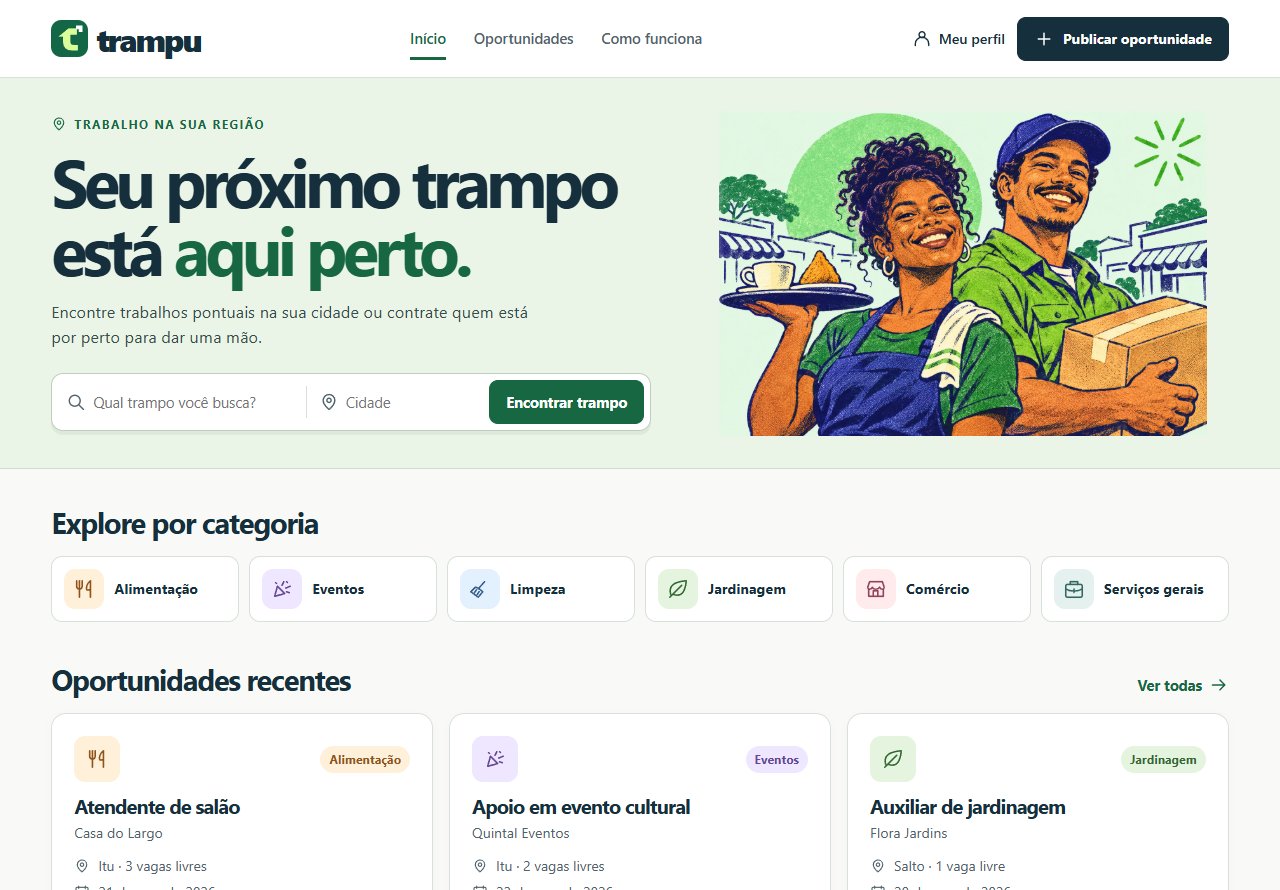 trampu
Início
Oportunidades
Como funciona
Meu perfil
Publicar oportunidade
TRABALHO NA SUA REGIÃO
Seu próximo trampo
está aqui perto.
Encontre trabalhos pontuais na sua cidade ou contrate quem está
por perto para dar uma mão.
Qual trampo você busca?
Cidade
Encontrar trampo
Explore por categoria
Alimentação
Eventos
Limpeza
Jardinagem
Comércio
Serviços gerais
Oportunidades recentes
Ver todas
Alimentação
Atendente de salão
Casa do Largo
Itu · 3 vagas livres
Eventos
Apoio em evento cultural
Quintal Eventos
Itu · 2 vagas livres
Jardinagem
Auxiliar de jardinagem
Flora Jardins
Salto · 1 vaga livre